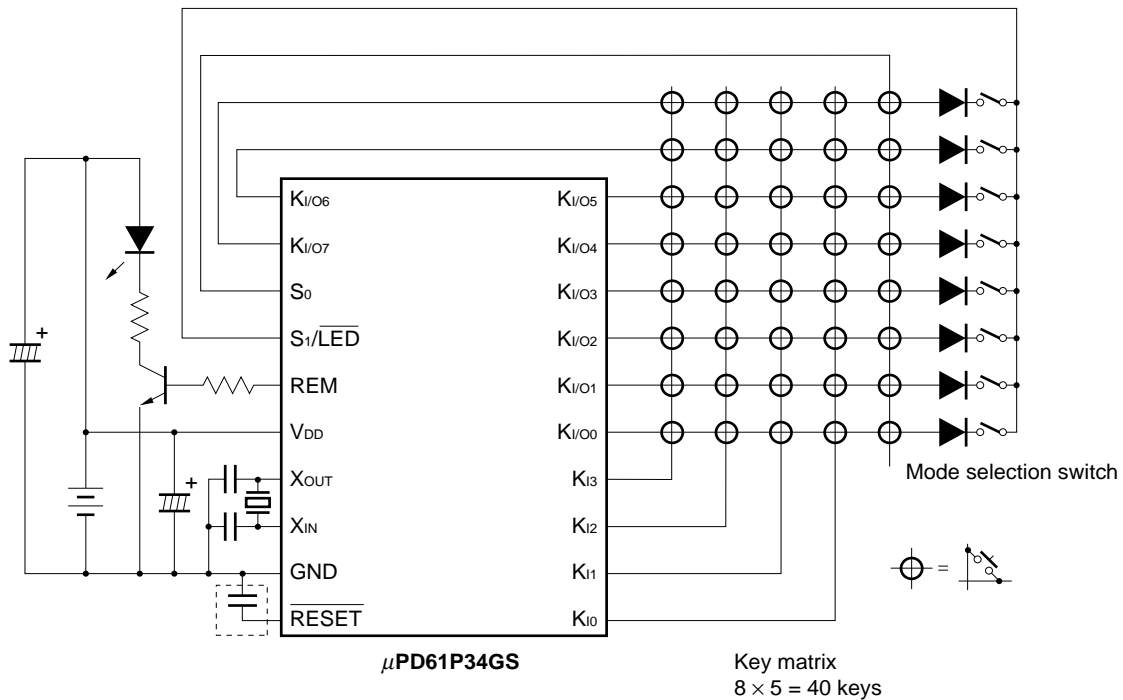 KI/O6
KI/O7
S0
S1/LED
REM
VDD
XOUT
XIN
GND
RESET
KI/O5
KI/O4
KI/O3
KI/O2
KI/O1
KI/O0
KI3
KI2
KI1
KI0
+
+
Mode selection switch
=
μPD61P34GS
Key matrix
8 × 5 = 40 keys